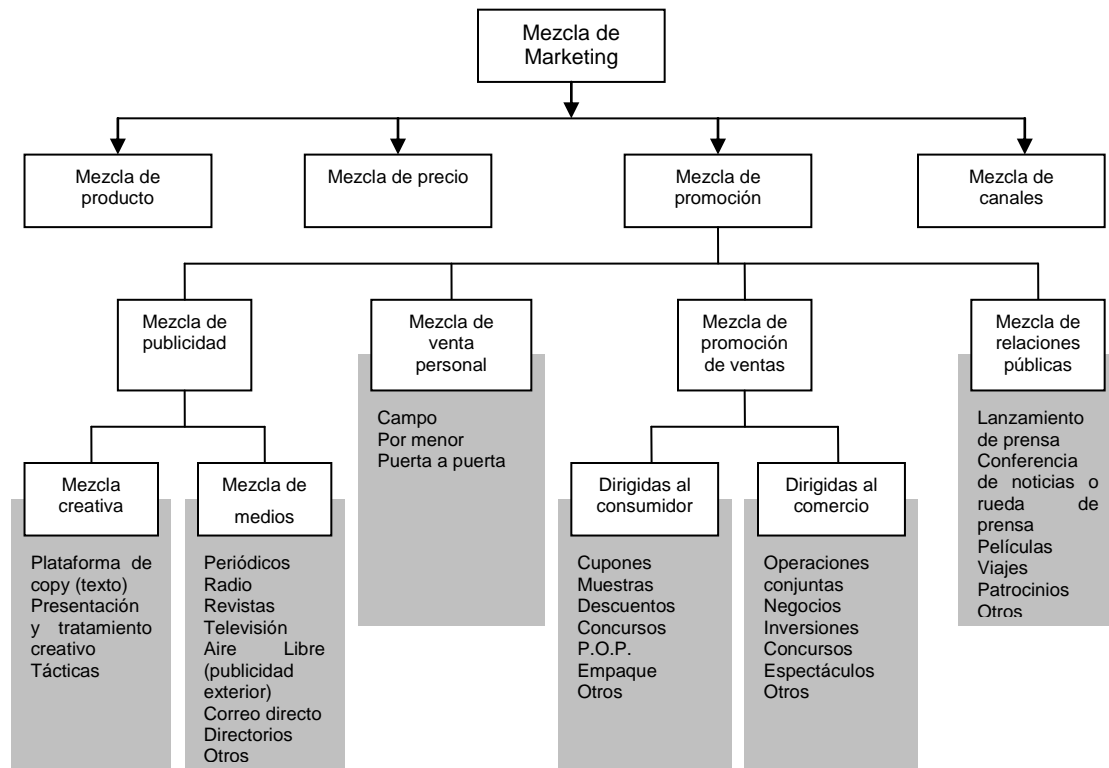 Mezcla de
Marketing
Mezcla de
producto
Mezcla de precio
Mezcla de
promoción
Mezcla de
canales
Mezcla de
publicidad
Mezcla de
venta
personal
Mezcla de
promoción
de ventas
Mezcla de
relaciones
públicas
Campo
Por menor
Puerta a puerta
Lanzamiento
de prensa
Conferencia
de noticias o
rueda de
prensa
Películas
Viajes
Patrocinios
Otros
Mezcla
creativa
Mezcla de
medios
Dirigidas al
consumidor
Dirigidas al
comercio
Plataforma de
copy (texto)
Presentación
y tratamiento
creativo
Tácticas
Periódicos
Radio
Revistas
Televisión
Aire Libre
(publicidad
exterior)
Correo directo
Directorios
Otros
Cupones
Muestras
Descuentos
Concursos
P.O.P.
Empaque
Otros
Operaciones
conjuntas
Negocios
Inversiones
Concursos
Espectáculos
Otros